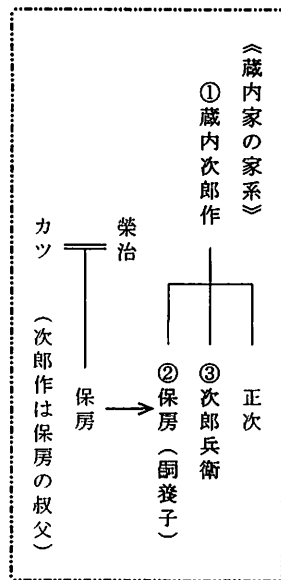 《蔵内家の家系》
①蔵内次郎作
正次
③次郎兵衛
②保房(嗣養子)
榮治
カツ
保房
(次郎作は保房の叔父)